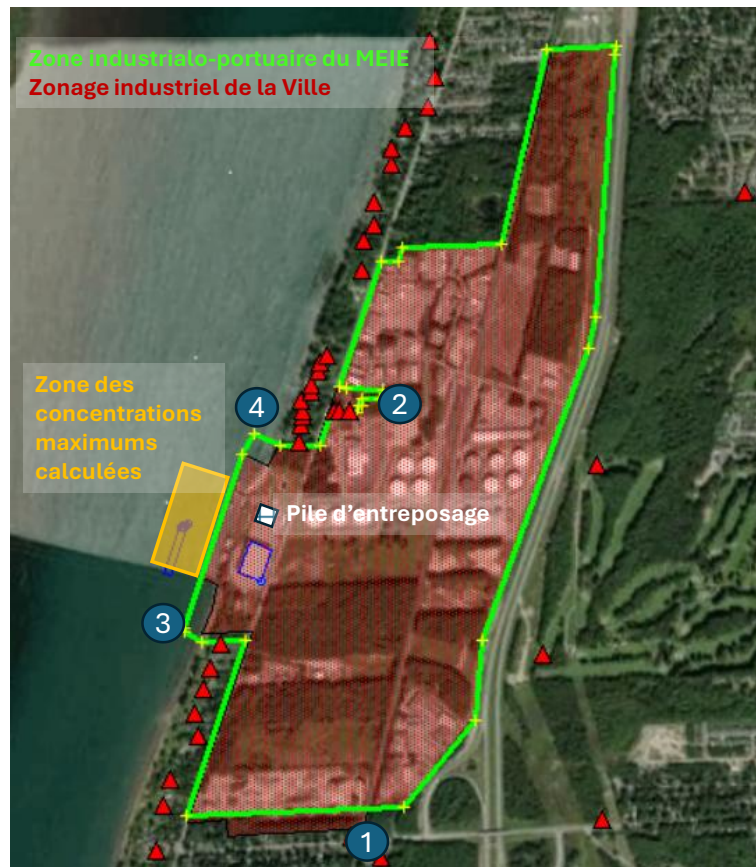 Zone industrialo-portuaire du MEIE
Zonage industriel de la Ville
Zone des
concentrations
maximums
calculées
4
2
Pile d'entreposage
3
1